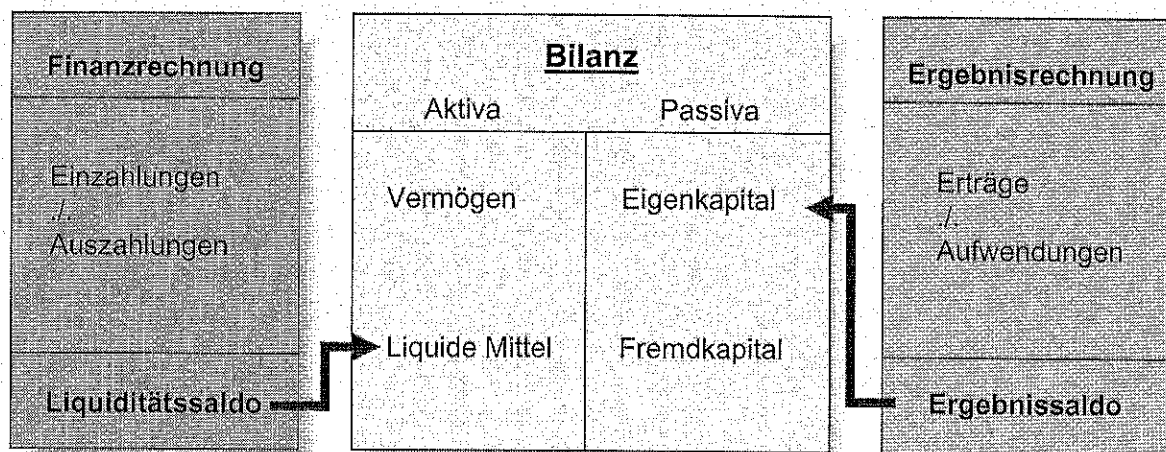 Finanzrechnung
Einzahlungen
./.
Auszahlungen
Liquiditätssaldo
Bilanz
Aktiva Passiva
Vermögen Eigenkapital
Liquide Mittel Fremdkapital
Ergebnisrechnung
Erträge
./.
Aufwendungen
Ergebnissaldo